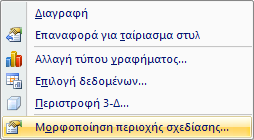 Διαγραφή
Επαναφορά για ταίριασμα στυλ
Αλλαγή τύπου γραφήματος...
Επιλογή δεδομένων...
Περιστροφή 3-Δ...
Μορφοποίηση περιοχής σχεδίασης...